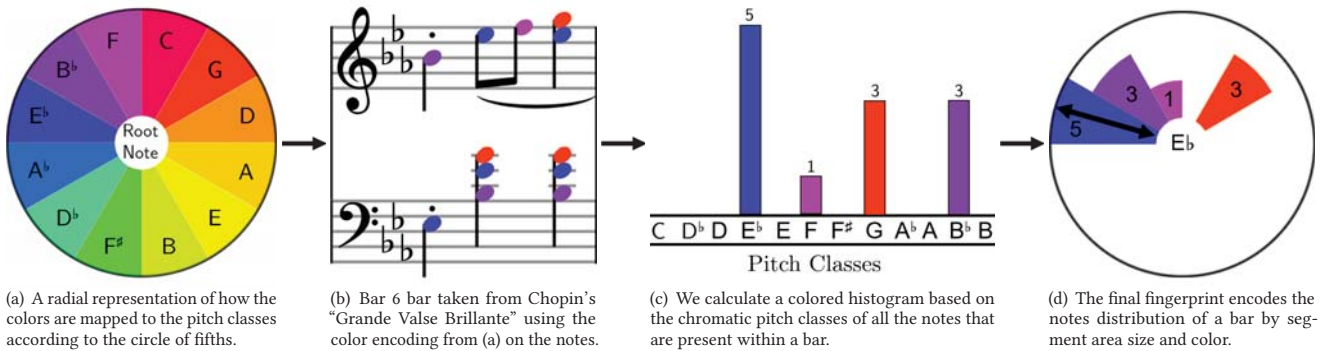 C
G
D
A
E
B
F♯
D♭
A♭
E♭
B♭
F
Root
Note
5
1
3
3
C D♭ D E♭ E F F♯ G A♭ A B♭ B
Pitch Classes
5
3
1
3
E♭
(a) A radial representation of how the
colors are mapped to the pitch classes
according to the circle of fifths.
(b) Bar 6 bar taken from Chopin's
"Grande Valse Brillante" using the
color encoding from (a) on the notes.
(c) We calculate a colored histogram based on
the chromatic pitch classes of all the notes that
are present within a bar.
(d) The final fingerprint encodes the
notes distribution of a bar by seg-
ment area size and color.